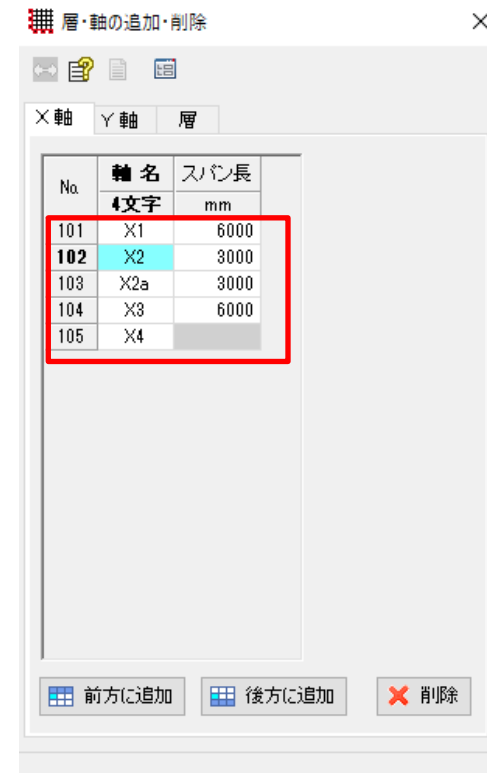 層・軸の追加・削除
X軸 Y軸 層
No. 軸 名 スパン長
4文字 mm
101 X1 6000
102 X2 3000
103 X2a 3000
104 X3 6000
105 X4
前方に追加 後方に追加 削除